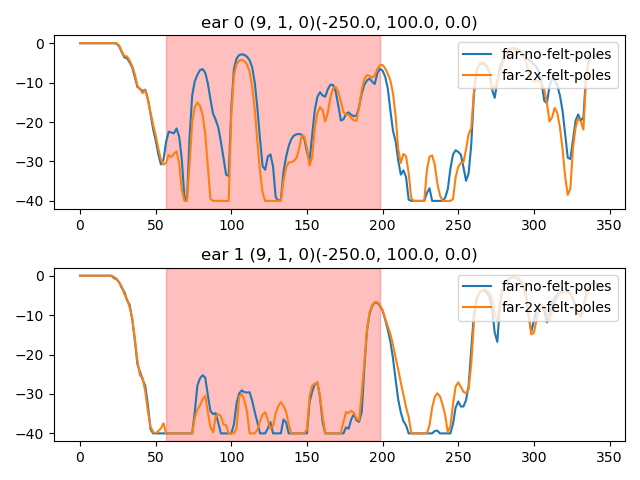 ear 0 (9, 1, 0)(-250.0, 100.0, 0.0)
0
−10
−20
−30
−40
far-no-felt-poles
far-2x-felt-poles
0 50 100 150 200 250 300 350
ear 1 (9, 1, 0)(-250.0, 100.0, 0.0)
0
−10
−20
−30
−40
far-no-felt-poles
far-2x-felt-poles
0 50 100 150 200 250 300 350